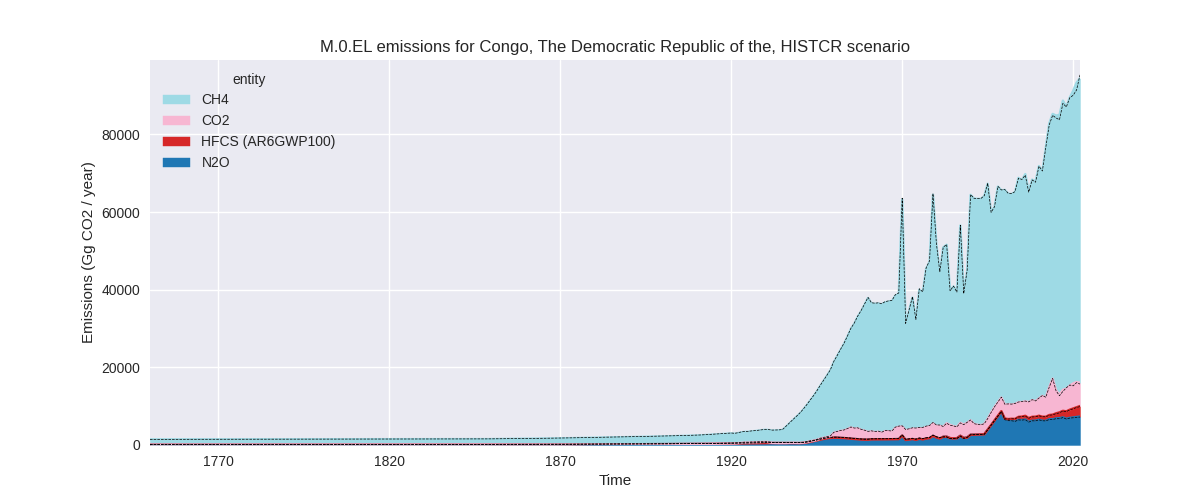 M.0.EL emissions for Congo, The Democratic Republic of the, HISTCR scenario
entity
CH4
CO2
HFCS (AR6GWP100)
N2O
Emissions (Gg CO2 / year)
80000
60000
40000
20000
0
1770
1820
1870
1920
1970
2020
Time